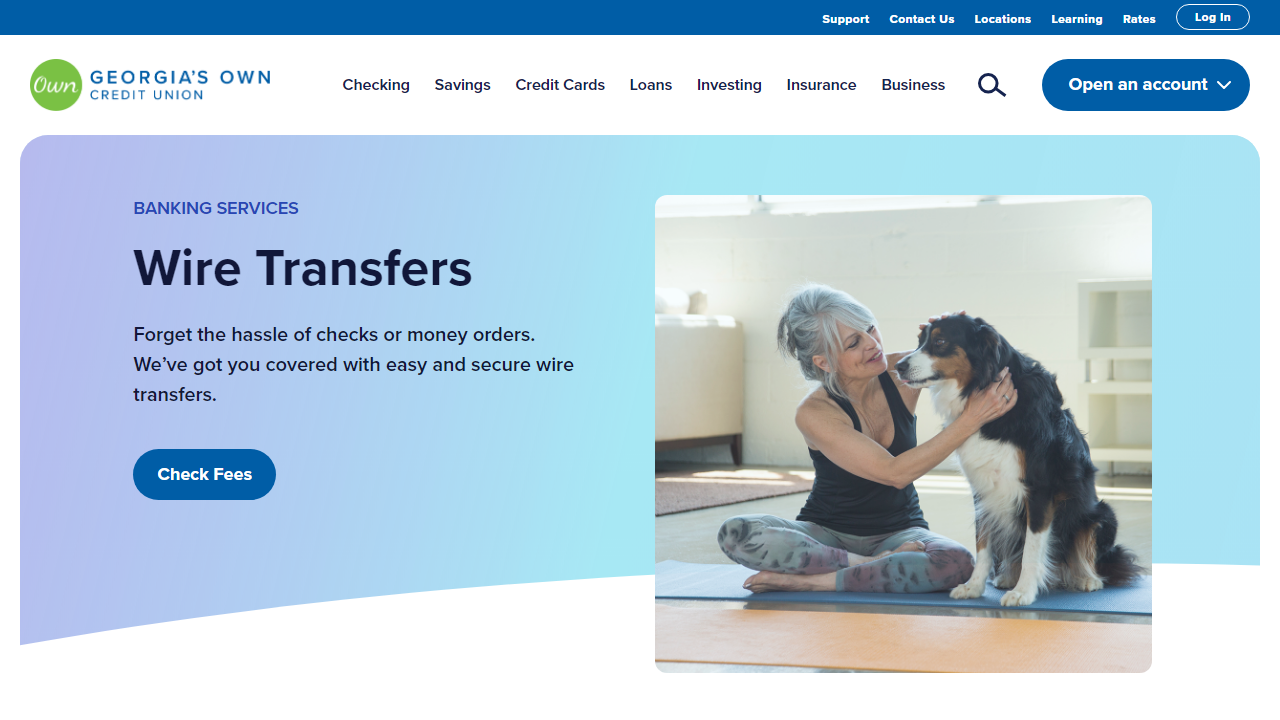 Support Contact Us Locations Learning Rates Log In
Own GEORGIA'S OWN
CREDIT UNION
Checking Savings Credit Cards Loans Investing Insurance Business Open an account
BANKING SERVICES
Wire Transfers
Forget the hassle of checks or money orders.
We’ve got you covered with easy and secure wire
transfers.
Check Fees